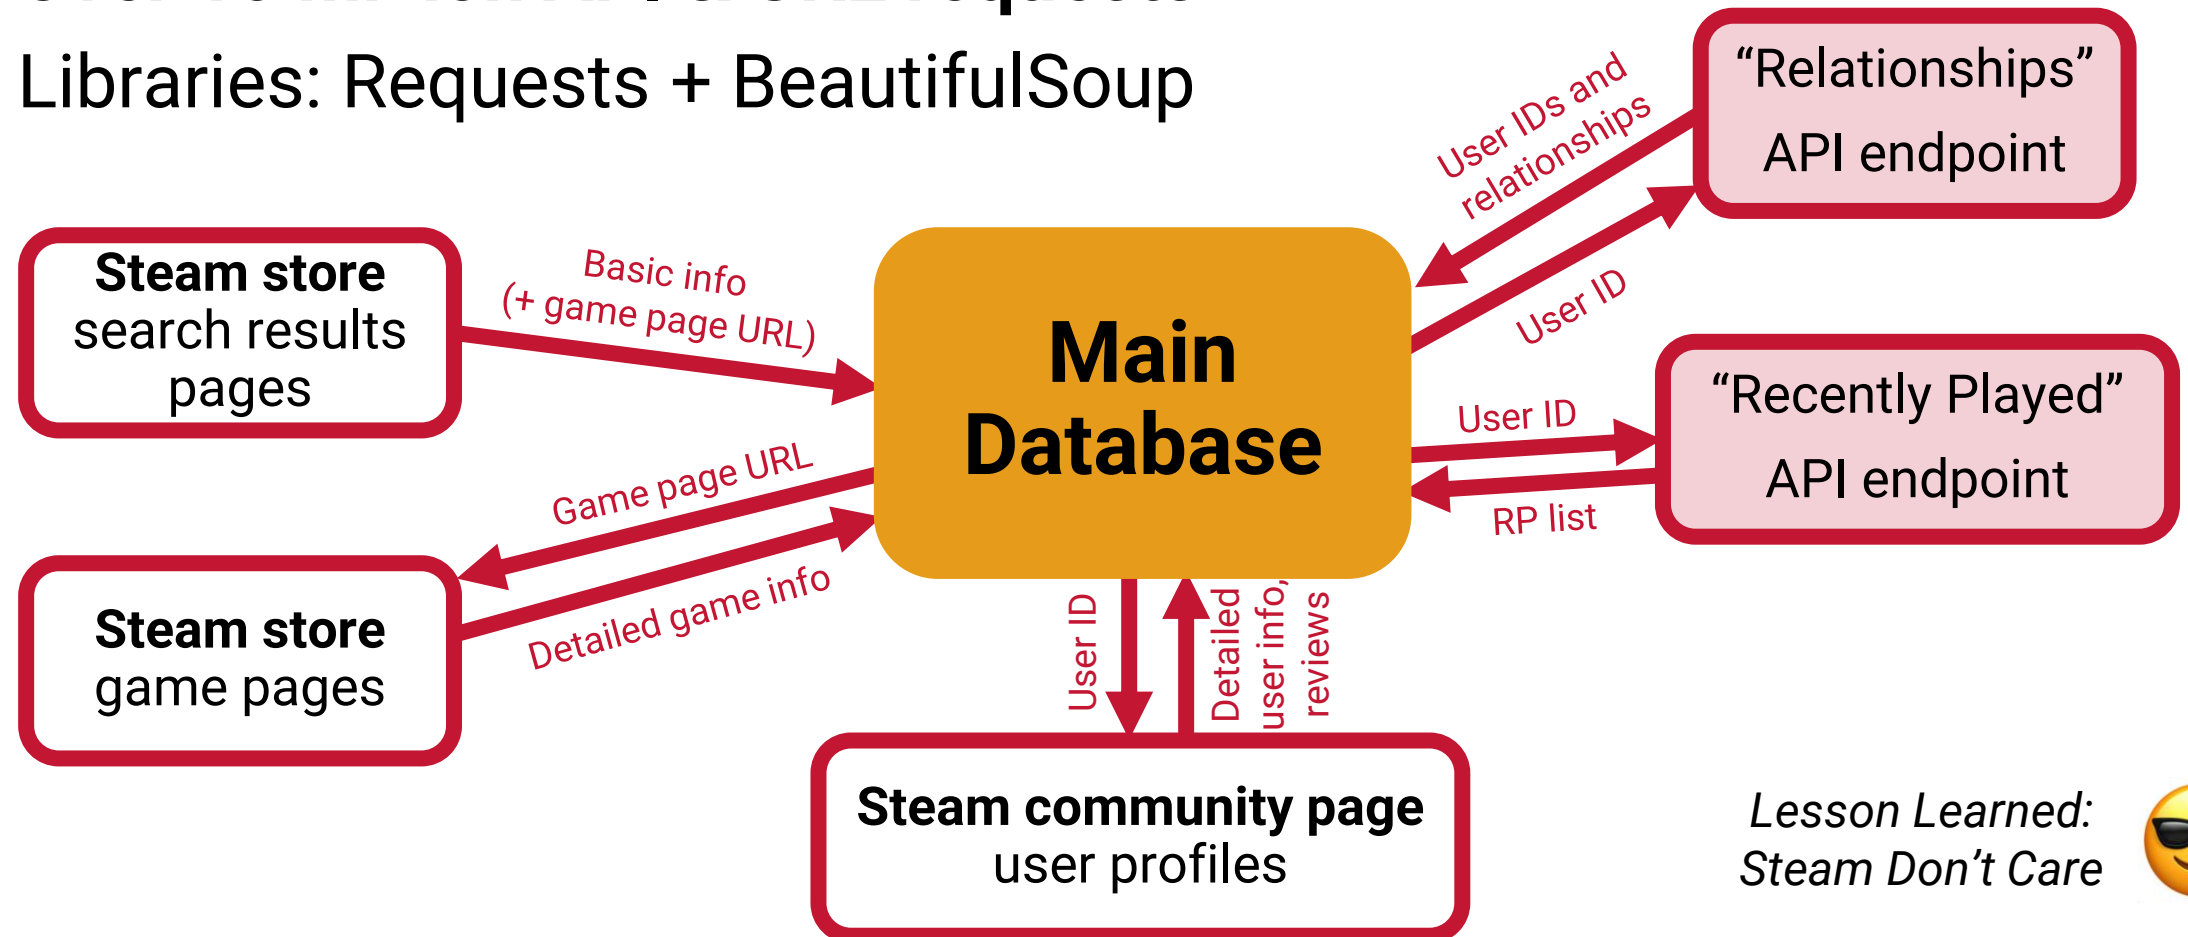 Libraries: Requests + BeautifulSoup
“Relationships”
API endpoint
User IDs and
relationships
User ID
Steam store
search results
pages
Basic info
(+ game page URL)
Main
Database
“Recently Played”
API endpoint
User ID
RP list
Game page URL
Detailed game info
Steam store
game pages
User ID
Detailed
user info,
reviews
Steam community page
user profiles
Lesson Learned:
Steam Don’t Care